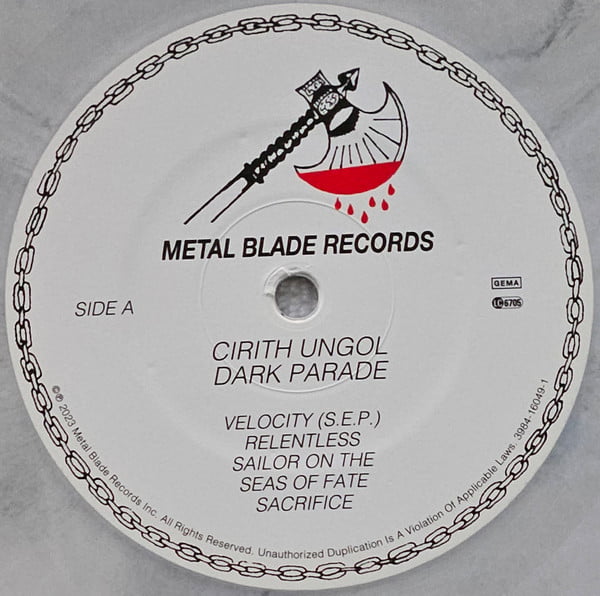 METAL BLADE RECORDS
SIDE A
GEMA
LC 6705
CIRITH UNGOL
DARK PARADE
VELOCITY (S.E.P.)
RELENTLESS
SAILOR ON THE
SEAS OF FATE
SACRIFICE
©℗ 2023 Metal Blade Records Inc. All Rights Reserved. Unauthorized Duplication Is A Violation Of Applicable Laws. 3984-16049-1